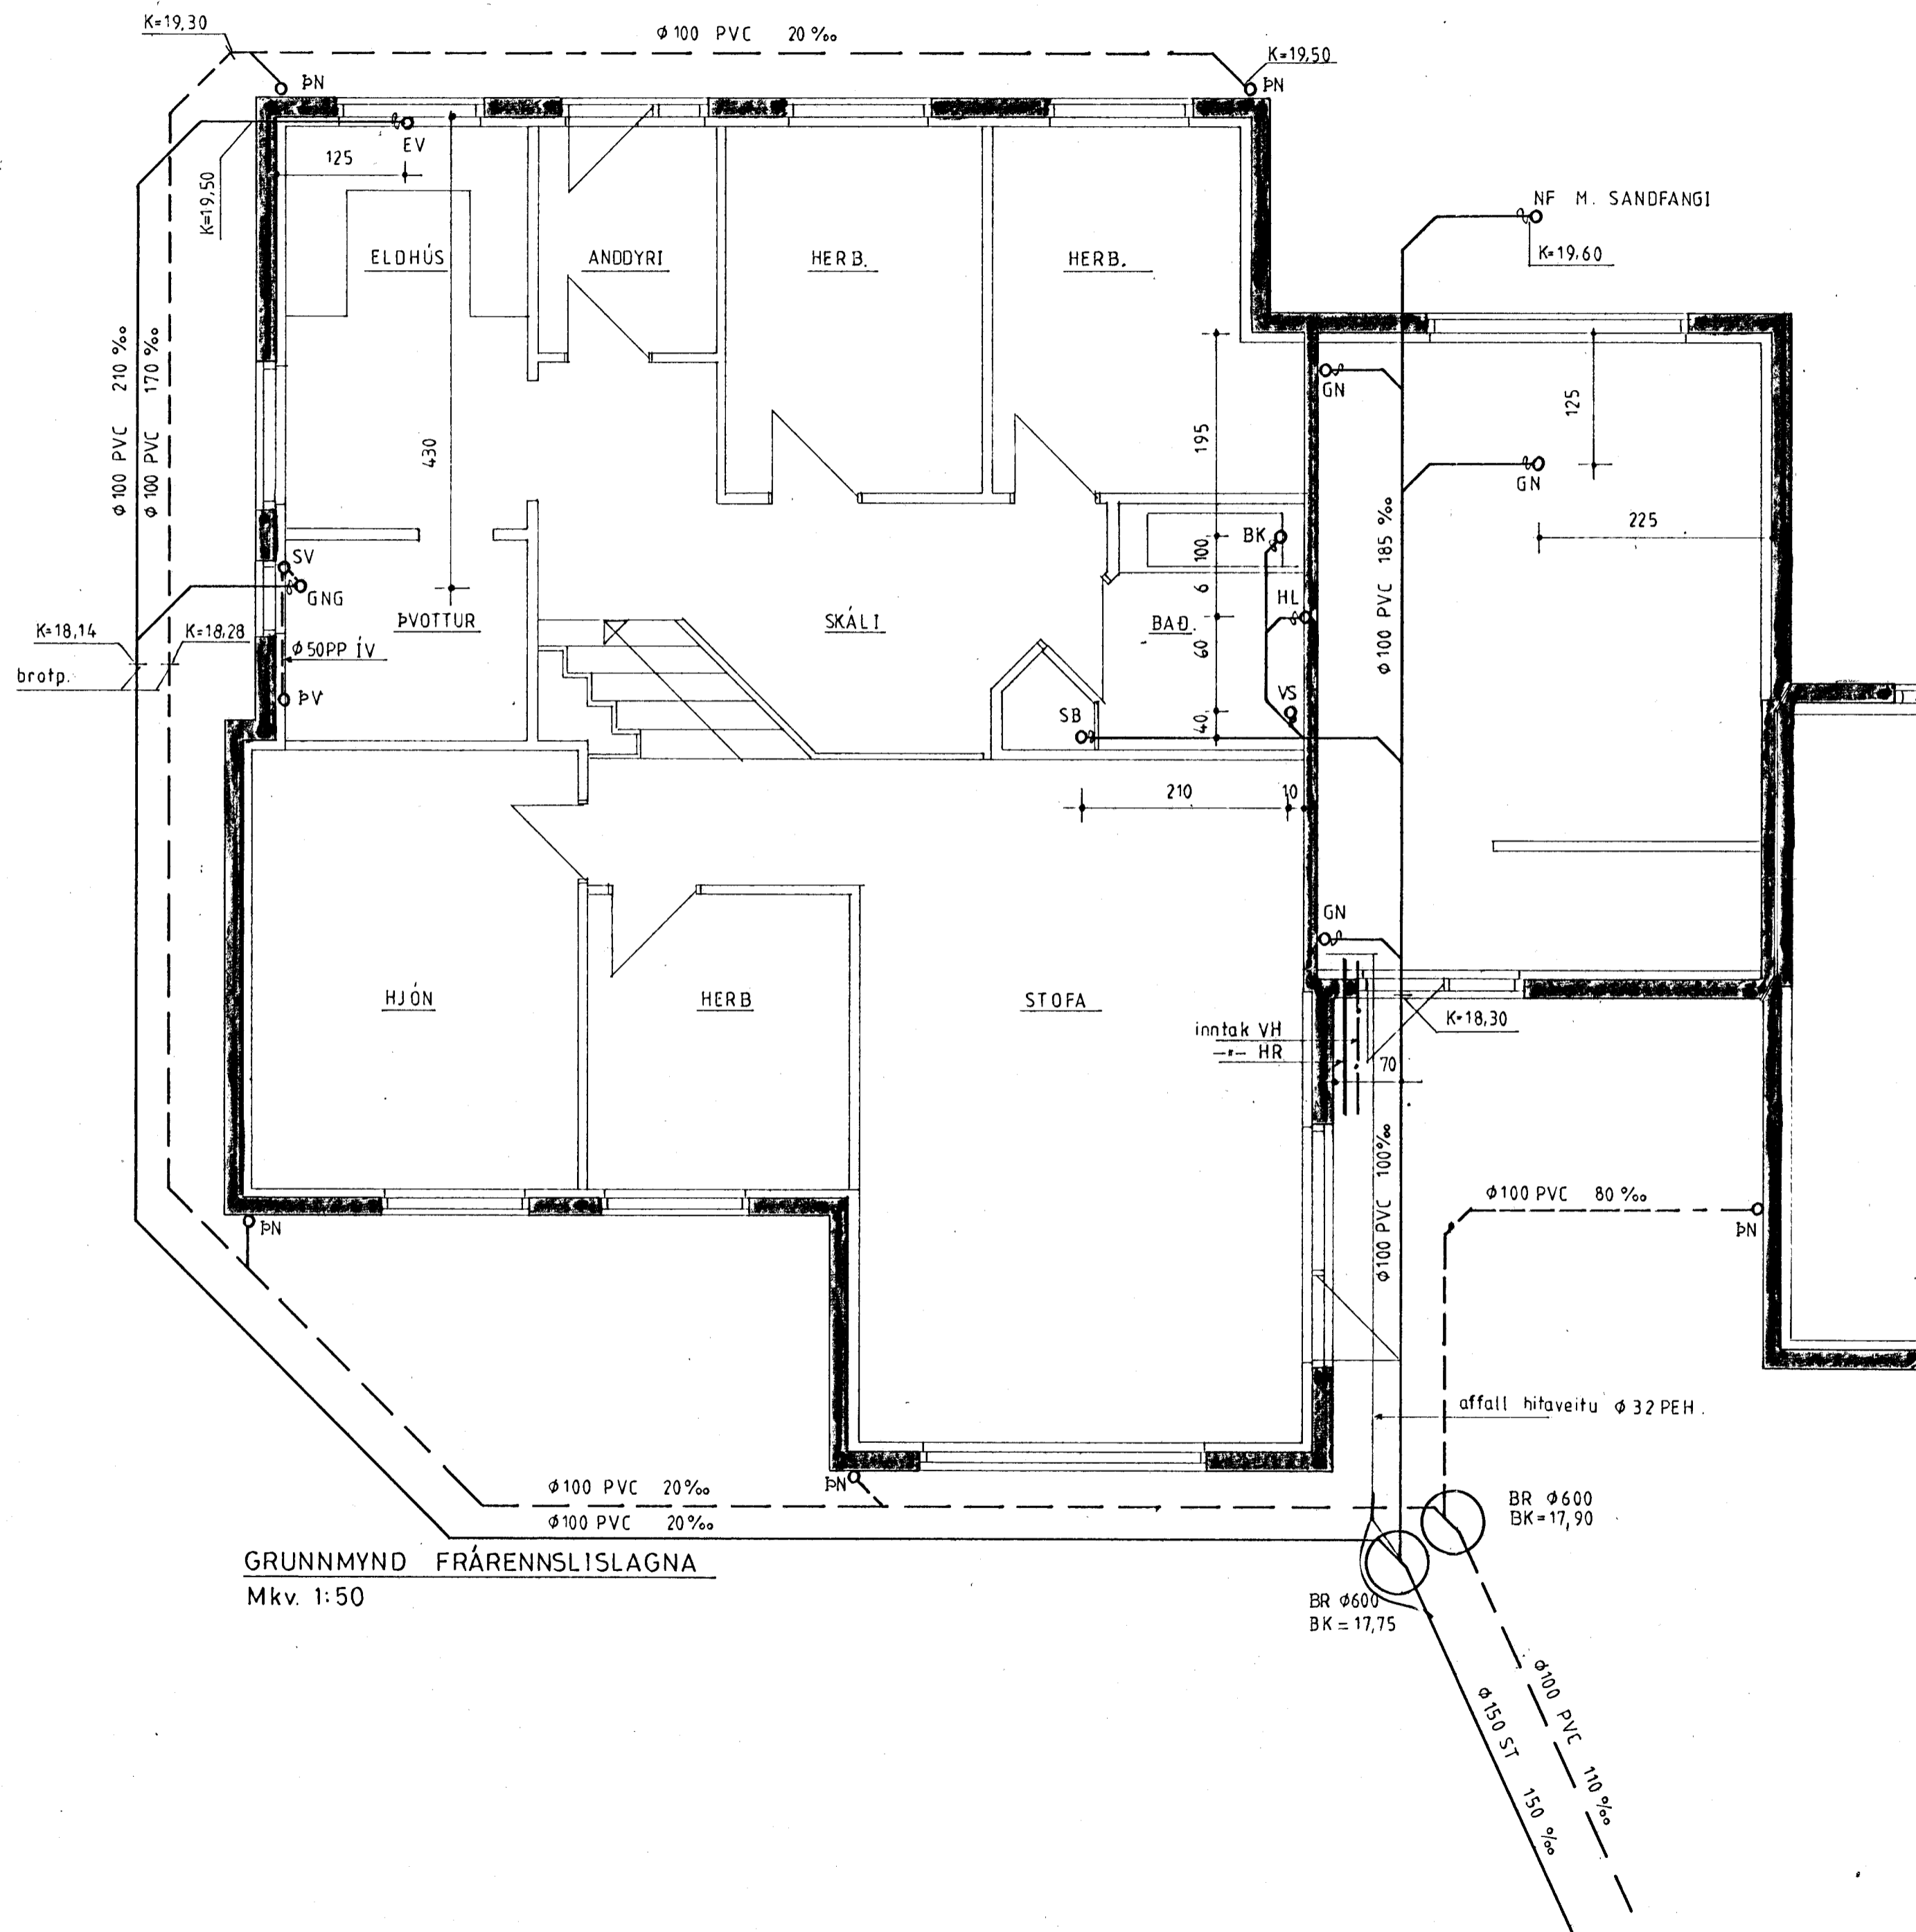 K=19,30
ϕ100 PVC 20‰
K=19,50
ÞN
ÞN
EV
125
K=19,50
NF M. SANDFANGI
K=19,60
ELDHÚS
ANDDYRI
HERB.
HERB.
ϕ100 PVC 210‰
ϕ100 PVC 170‰
430
195
GN
125
GN
225
ϕ100 PVC 185‰
SV
GNG
BK
100
6
HL
K=18,14
K=18,28
brotp.
ϕ50PP ÍV
ÞVOTTUR
SKÁLI
BAÐ.
60
ÞV
SB
VS
40
210
10
GN
HJÓN
HERB
STOFA
inntak VH
–"– HR
K=18,30
70
ϕ100 PVC 100‰
ϕ100 PVC 80‰
ÞN
ÞN
affall hitaveitu ϕ32 PEH.
ÞN
ϕ100 PVC 20‰
ϕ100 PVC 20‰
BR ϕ600
BK=17,90
GRUNNMYND FRÁRENNSLISLAGNA
Mkv. 1:50
BR ϕ600
BK=17,75
ϕ100 PVC 110‰
ϕ150 ST 150‰